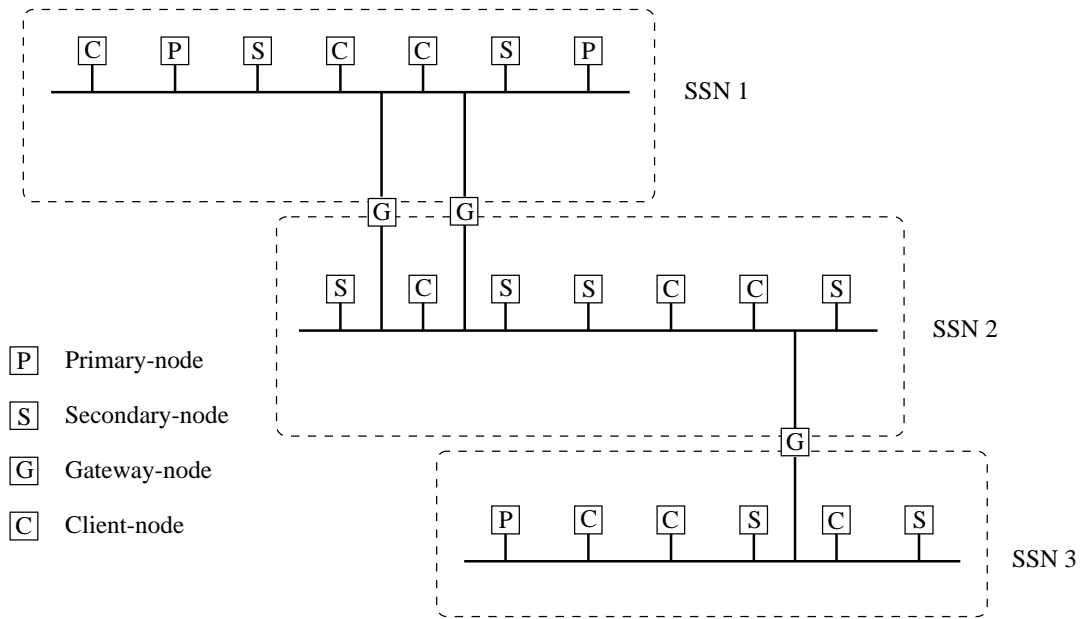 C P S C C S P
SSN 1
G G
S C S S C C S
SSN 2
P Primary-node
S Secondary-node
G
G Gateway-node
C Client-node
P C C S C S
SSN 3